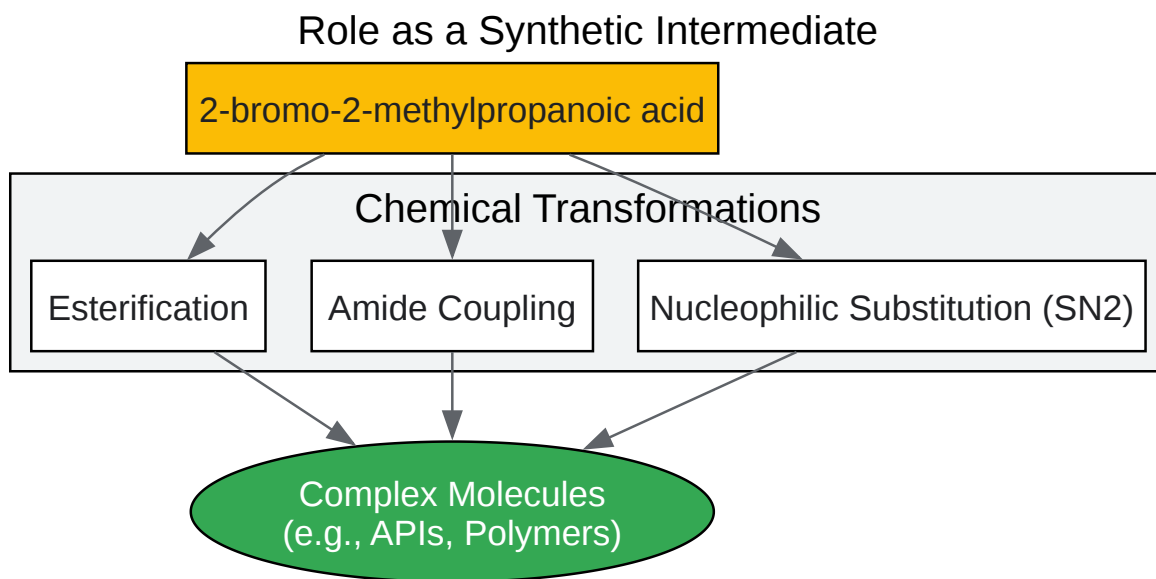 Role as a Synthetic Intermediate
2-bromo-2-methylpropanoic acid
Chemical Transformations
Esterification
Amide Coupling
Nucleophilic Substitution (SN2)
Complex Molecules
(e.g., APIs, Polymers)